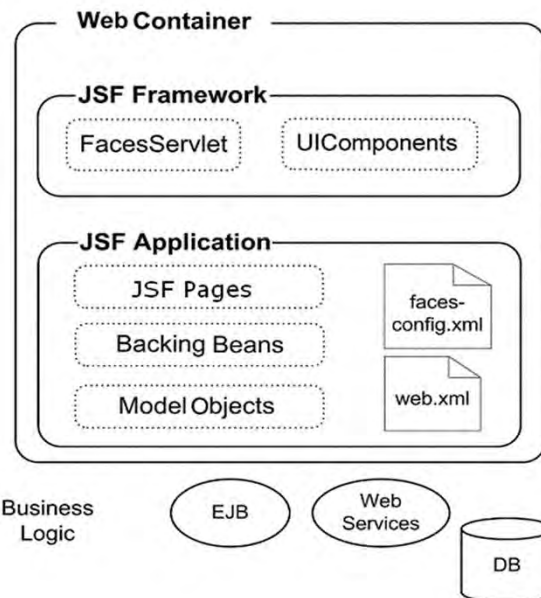 Web Container
JSF Framework
FacesServlet
UIComponents
JSF Application
JSF Pages
Backing Beans
Model Objects
faces-
config.xml
web.xml
Business
Logic
EJB
Web
Services
DB